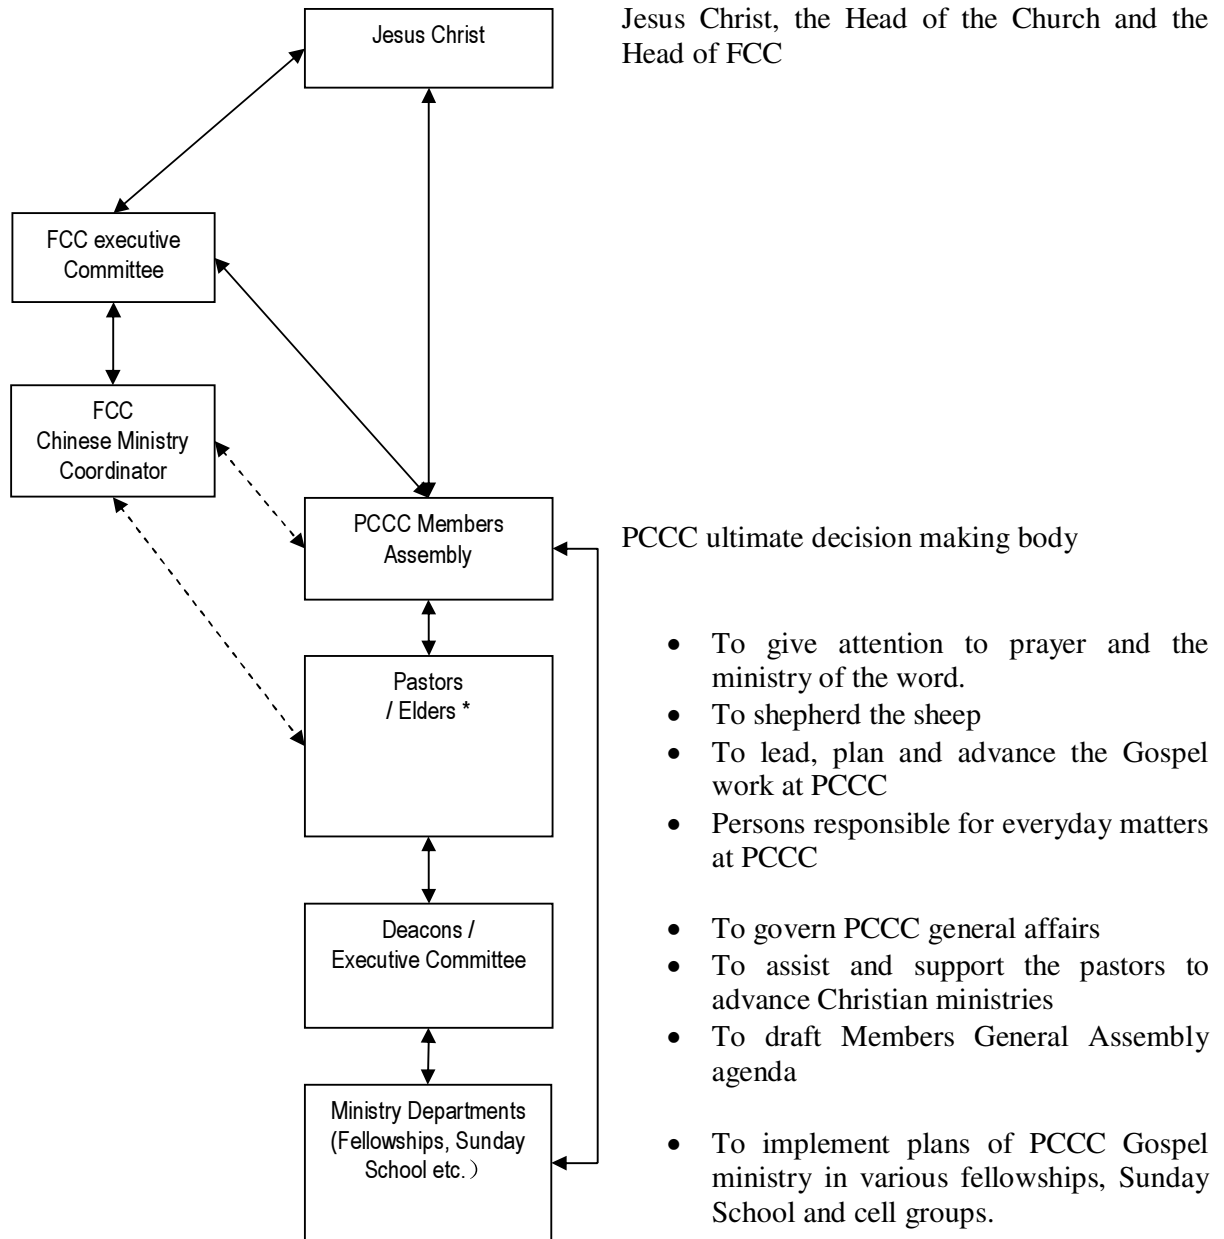 Jesus Christ
Jesus Christ, the Head of the Church and the
Head of FCC
FCC executive
Committee
FCC
Chinese Ministry
Coordinator
PCCC Members
Assembly
PCCC ultimate decision making body
Pastors
/ Elders *
• To give attention to prayer and the
ministry of the word.
• To shepherd the sheep
• To lead, plan and advance the Gospel
work at PCCC
• Persons responsible for everyday matters
at PCCC
Deacons /
Executive Committee
• To govern PCCC general affairs
• To assist and support the pastors to
advance Christian ministries
• To draft Members General Assembly
agenda
Ministry Departments
(Fellowships, Sunday
School etc.）
• To implement plans of PCCC Gospel
ministry in various fellowships, Sunday
School and cell groups.